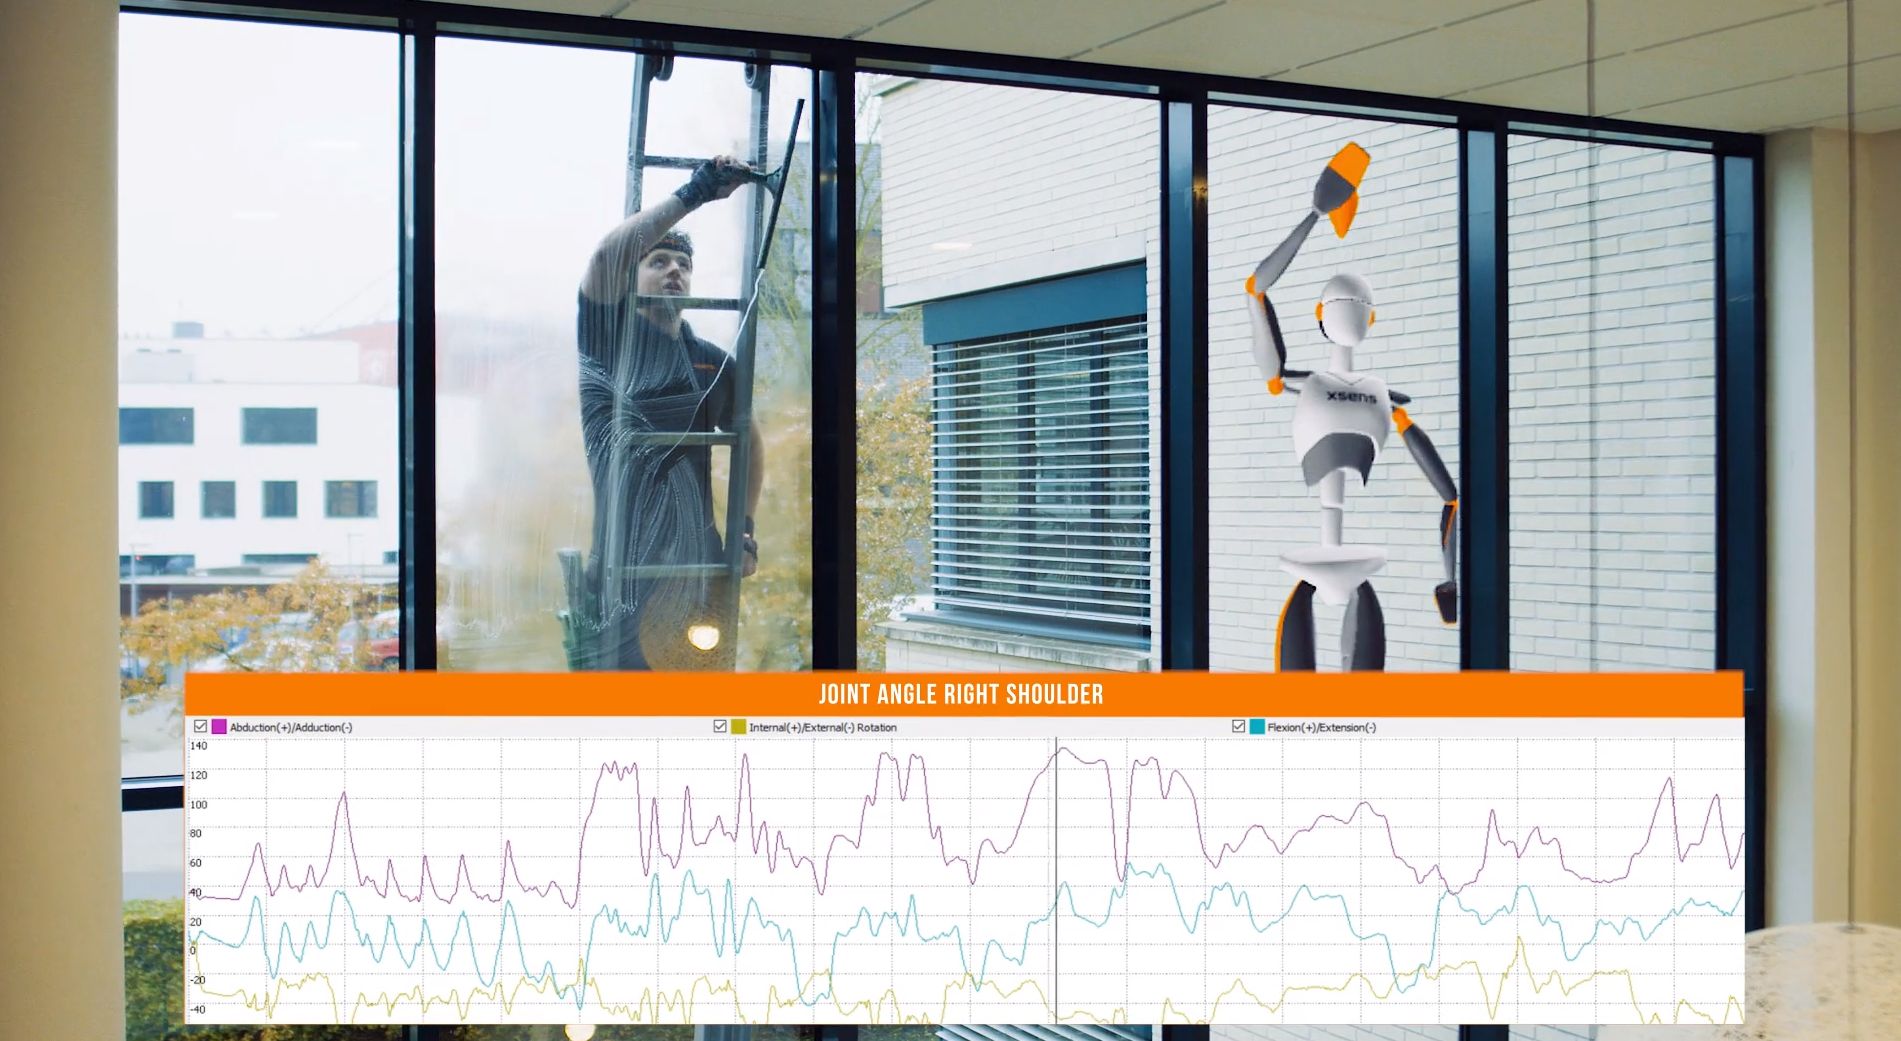 xsens
JOINT ANGLE RIGHT SHOULDER
Abduction(+)/Adduction(-)
Internal(+)/External(-) Rotation
Flexion(+)/Extension(-)
140
120
100
80
60
40
20
0
-20
-40